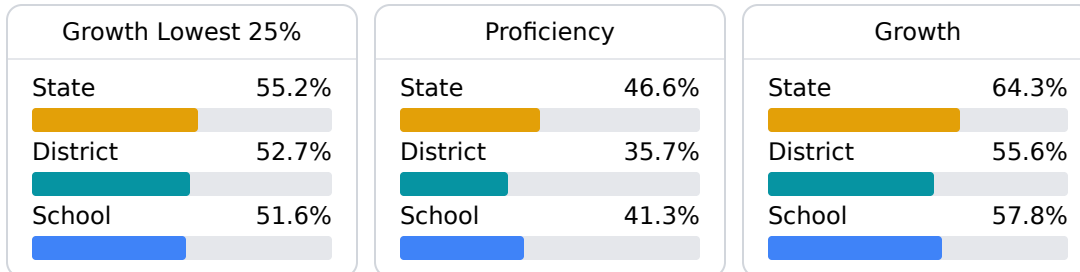 Growth Lowest 25%
State 55.2%
District 52.7%
School 51.6%
Proficiency
State 46.6%
District 35.7%
School 41.3%
Growth
State 64.3%
District 55.6%
School 57.8%